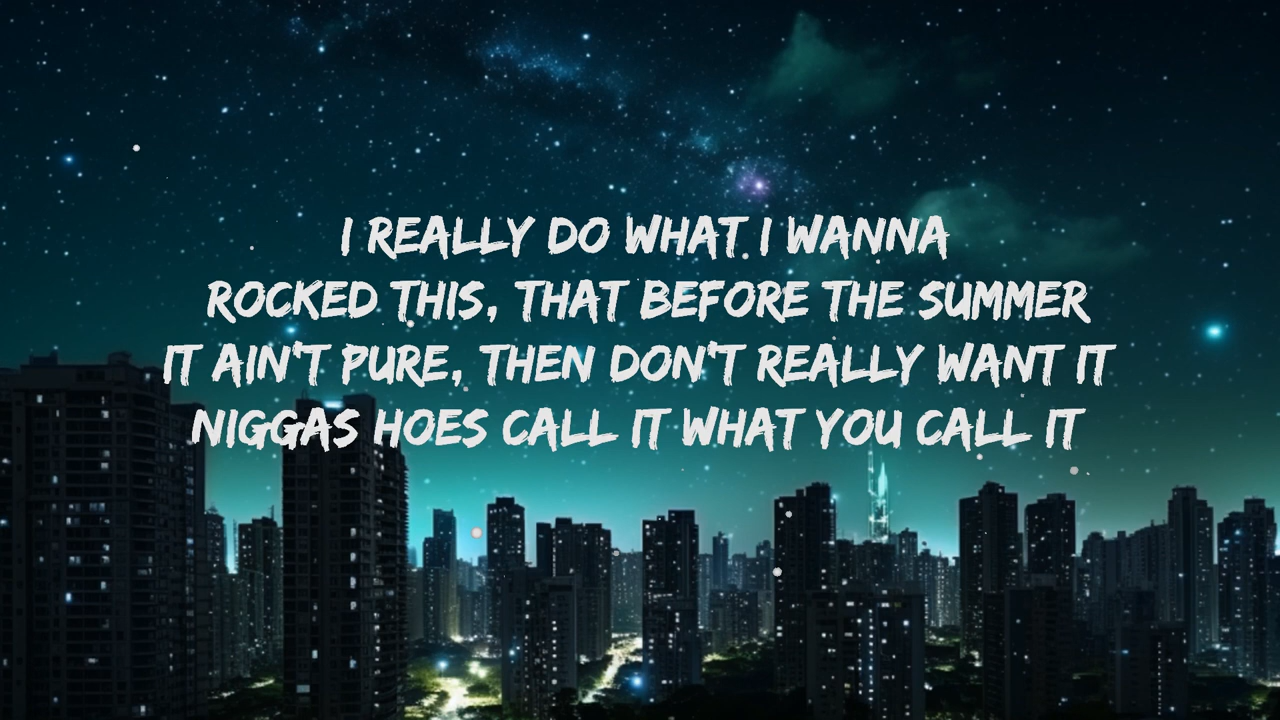 I REALLY DO WHAT I WANNA
ROCKED THIS, THAT BEFORE THE SUMMER
IT AIN'T PURE, THEN DON'T REALLY WANT IT
NIGGAS HOES CALL IT WHAT YOU CALL IT